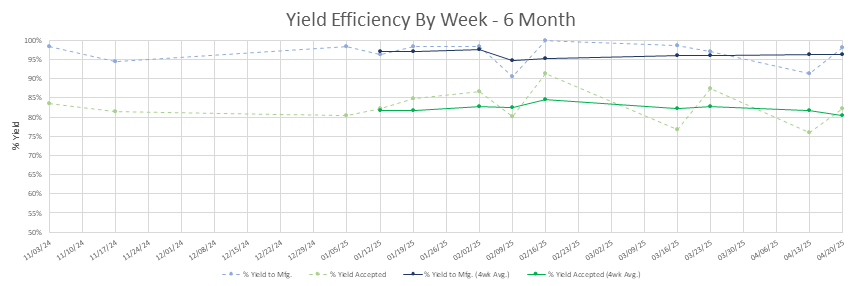 Yield Efficiency By Week - 6 Month
100%
95%
90%
85%
80%
75%
70%
65%
60%
55%
50%
% Yield
11/03/24 11/10/24 11/17/24 11/24/24 12/01/24 12/08/24 12/15/24 12/22/24 12/29/24 01/05/25 01/12/25 01/19/25 01/26/25 02/02/25 02/09/25 02/16/25 02/23/25 03/02/25 03/09/25 03/16/25 03/23/25 03/30/25 04/06/25 04/13/25 04/20/25
% Yield to Mfg. % Yield Accepted % Yield to Mfg. (4wk Avg.) % Yield Accepted (4wk Avg.)